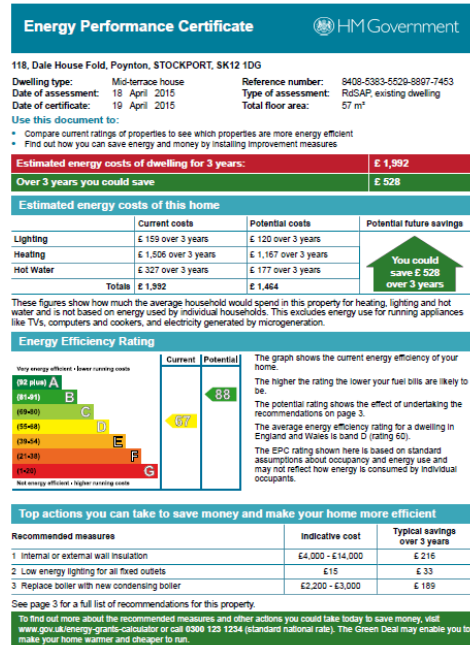 Energy Performance Certificate
HM Government
118, Dale House Fold, Poynton, STOCKPORT, SK12 1DG
Dwelling type: Mid-terrace house Reference number: 8408-5383-5529-8897-7453
Date of assessment: 18 April 2015 Type of assessment: RdSAP, existing dwelling
Date of certificate: 19 April 2015 Total floor area: 57 m²
Use this document to:
• Compare current ratings of properties to see which properties are more energy efficient
• Find out how you can save energy and money by installing improvement measures
Estimated energy costs of dwelling for 3 years: £ 1,992
Over 3 years you could save £ 528
Estimated energy costs of this home
Current costs Potential costs Potential future savings
Lighting £ 159 over 3 years £ 120 over 3 years
Heating £ 1,506 over 3 years £ 1,167 over 3 years
Hot Water £ 327 over 3 years £ 177 over 3 years
Totals £ 1,992 £ 1,464
You could
save £ 528
over 3 years
These figures show how much the average household would spend in this property for heating, lighting and hot
water and is not based on energy used by individual households. This excludes energy use for running appliances
like TVs, computers and cookers, and electricity generated by microgeneration.
Energy Efficiency Rating
Current Potential
Very energy efficient - lower running costs
(92 plus) A
(81-91) B
(69-80) C
(55-68) D
(39-54) E
(21-38) F
(1-20) G
Not energy efficient - higher running costs
67
88
The graph shows the current energy efficiency of your
home.
The higher the rating the lower your fuel bills are likely to
be.
The potential rating shows the effect of undertaking the
recommendations on page 3.
The average energy efficiency rating for a dwelling in
England and Wales is band D (rating 60).
The EPC rating shown here is based on standard
assumptions about occupancy and energy use and
may not reflect how energy is consumed by individual
occupants.
Top actions you can take to save money and make your home more efficient
Recommended measures Indicative cost Typical savings
over 3 years
1 Internal or external wall insulation £4,000 - £14,000 £ 216
2 Low energy lighting for all fixed outlets £15 £ 33
3 Replace boiler with new condensing boiler £2,200 - £3,000 £ 189
See page 3 for a full list of recommendations for this property.
To find out more about the recommended measures and other actions you could take today to save money, visit
www.gov.uk/energy-grants-calculator or call 0300 123 1234 (standard national rate). The Green Deal may enable you to
make your home warmer and cheaper to run.